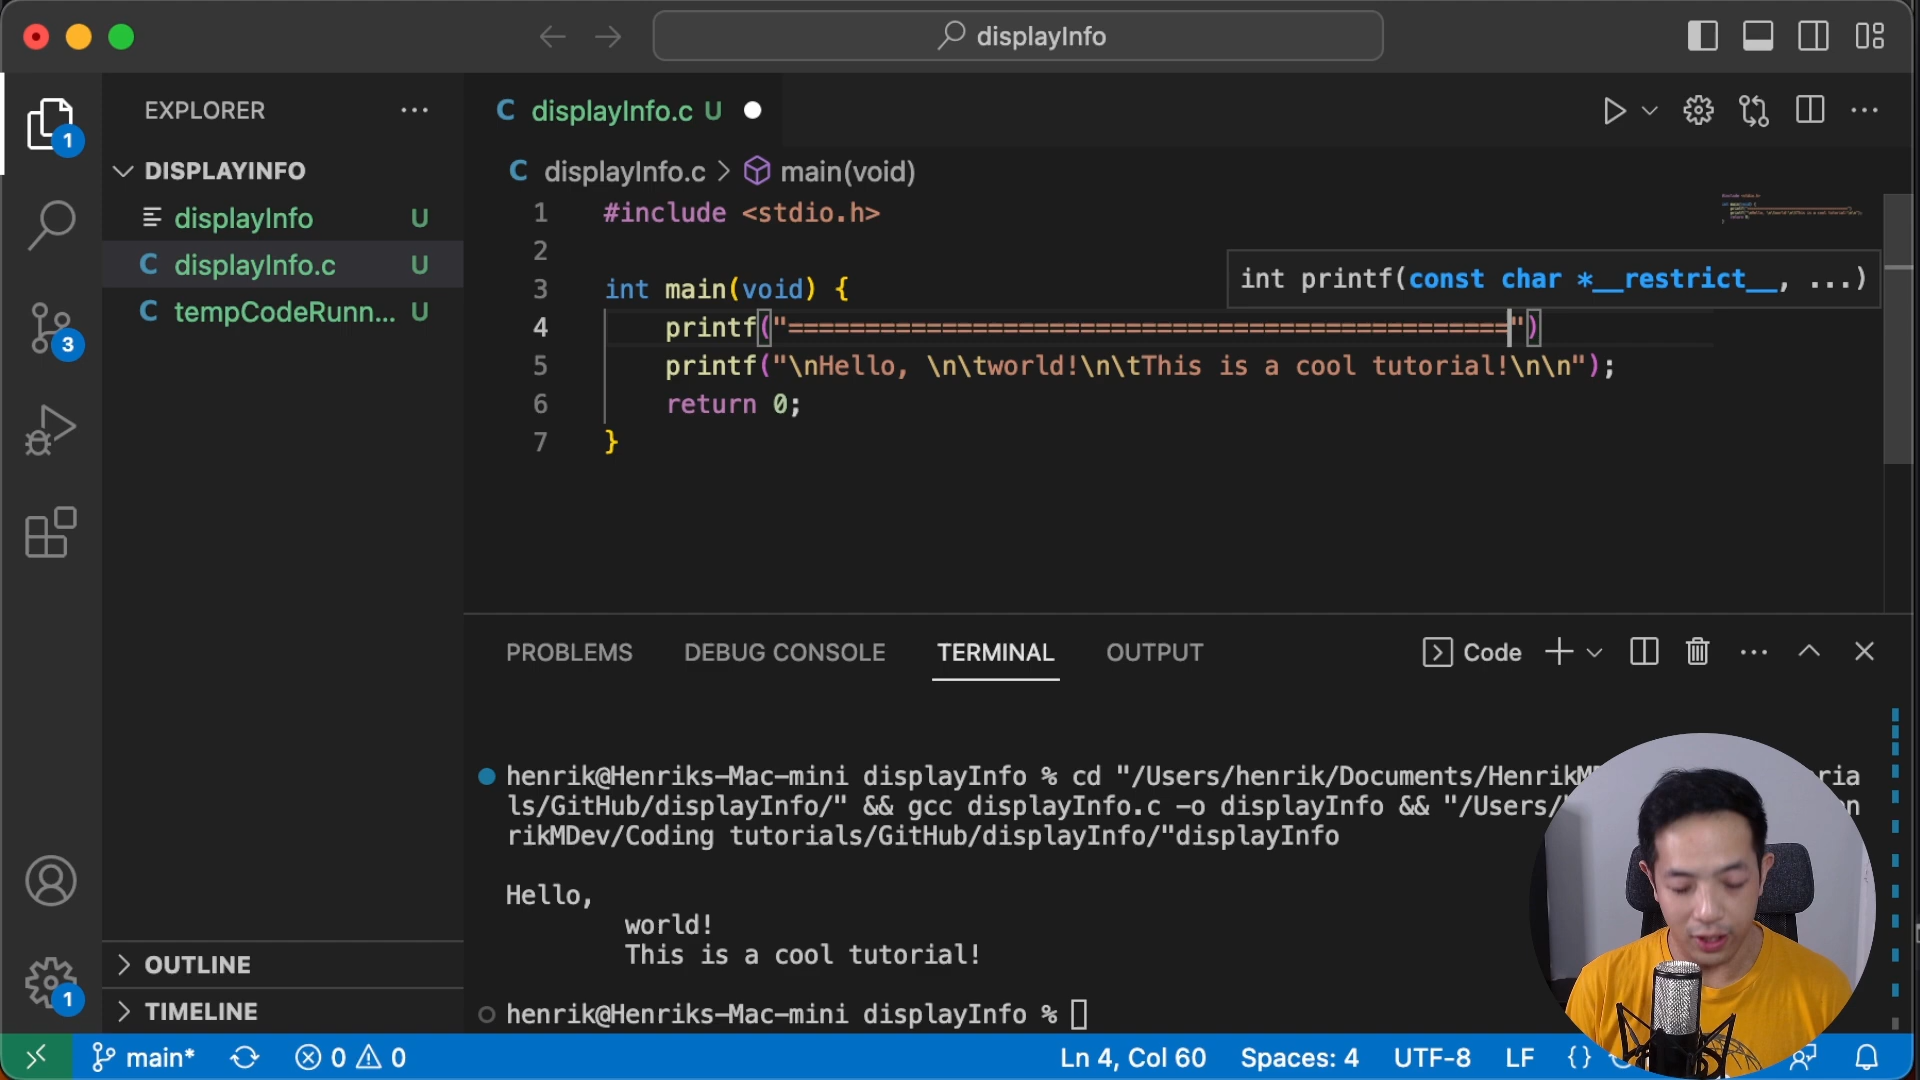 displayInfo
EXPLORER
DISPLAYINFO
displayInfo U
displayInfo.c U
tempCodeRunn... U
OUTLINE
TIMELINE
1
3
1
displayInfo.c U
displayInfo.c > main(void)
1 #include <stdio.h>
2
3 int main(void) {
int printf(const char *__restrict__, ...)
4 printf("===============================================")
5 printf("\nHello, \n\tworld!\n\tThis is a cool tutorial!\n\n");
6 return 0;
7 }
PROBLEMS DEBUG CONSOLE TERMINAL OUTPUT
Code
henrik@Henriks-Mac-mini displayInfo % cd "/Users/henrik/Documents/HenrikM ria
ls/GitHub/displayInfo/" && gcc displayInfo.c -o displayInfo && "/Users/ n
rikMDev/Coding tutorials/GitHub/displayInfo/"displayInfo
Hello,
world!
This is a cool tutorial!
henrik@Henriks-Mac-mini displayInfo %
main* 0 0
Ln 4, Col 60 Spaces: 4 UTF-8 LF {}